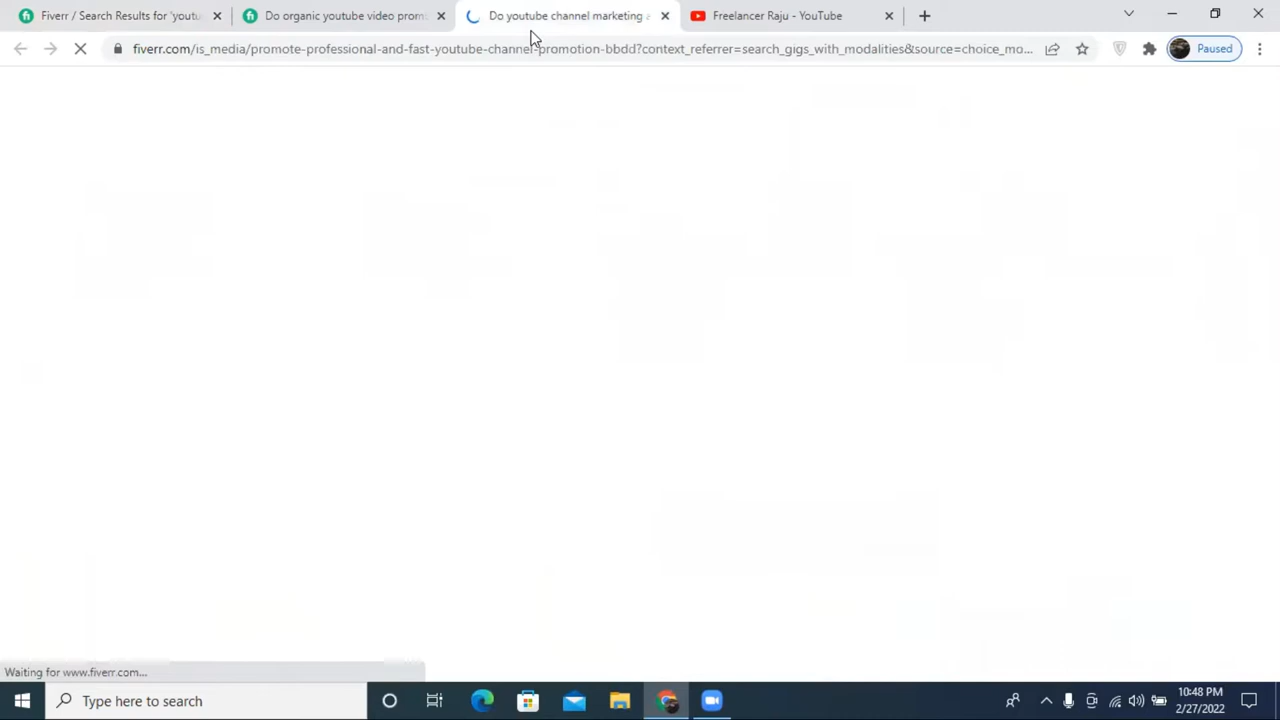 Fiverr / Search Results for 'youtu
Do organic youtube video prom
Do youtube channel marketing a
Freelancer Raju - YouTube
fiverr.com/is_media/promote-professional-and-fast-youtube-channel-promotion-bbdd?context_referrer=search_gigs_with_modalities&source=choice_mo...
Paused
Waiting for www.fiverr.com...
Type here to search
10:48 PM
2/27/2022